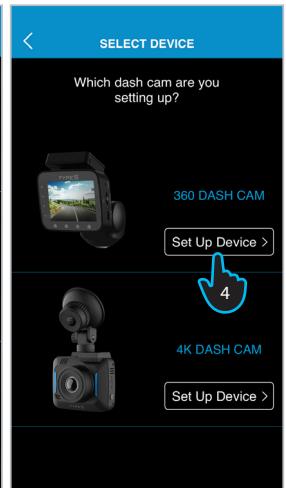 SELECT DEVICE
Which dash cam are you
setting up?
TYPE S
360 DASH CAM
Set Up Device >
4
4K DASH CAM
Set Up Device >